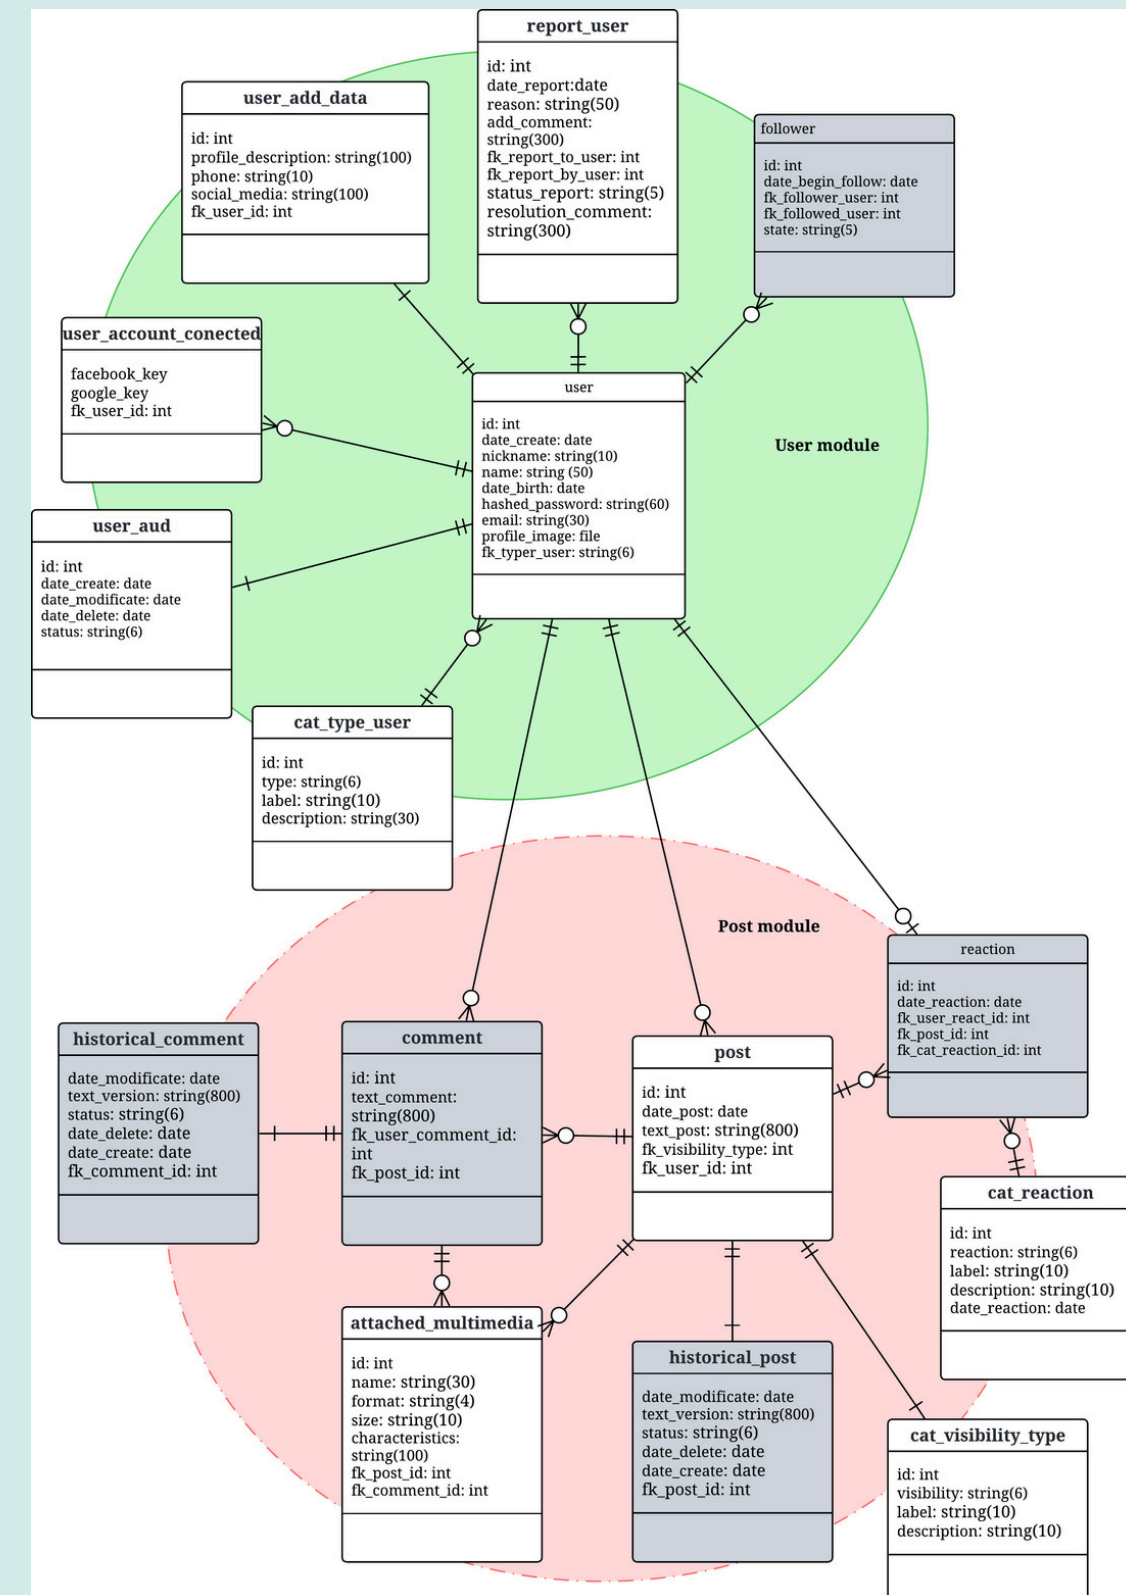 report_user
id: int
date_report:date
reason: string(50)
add_comment:
string(300)
fk_report_to_user: int
fk_report_by_user: int
status_report: string(5)
resolution_comment:
string(300)
user_add_data
id: int
profile_description: string(100)
phone: string(10)
social_media: string(100)
fk_user_id: int
follower
id: int
date_begin_follow: date
fk_follower_user: int
fk_followed_user: int
state: string(5)
user_account_conected
facebook_key
google_key
fk_user_id: int
user
id: int
date_create: date
nickname: string(10)
name: string (50)
date_birth: date
hashed_password: string(60)
email: string(30)
profile_image: file
fk_typer_user: string(6)
User module
user_aud
id: int
date_create: date
date_modificate: date
date_delete: date
status: string(6)
cat_type_user
id: int
type: string(6)
label: string(10)
description: string(30)
Post module
reaction
id: int
date_reaction: date
fk_user_react_id: int
fk_post_id: int
fk_cat_reaction_id: int
historical_comment
date_modificate: date
text_version: string(800)
status: string(6)
date_delete: date
date_create: date
fk_comment_id: int
comment
id: int
text_comment:
string(800)
fk_user_comment_id:
int
fk_post_id: int
post
id: int
date_post: date
text_post: string(800)
fk_visibility_type: int
fk_user_id: int
cat_reaction
id: int
reaction: string(6)
label: string(10)
description: string(10)
date_reaction: date
attached_multimedia
id: int
name: string(30)
format: string(4)
size: string(10)
characteristics:
string(100)
fk_post_id: int
fk_comment_id: int
historical_post
date_modificate: date
text_version: string(800)
status: string(6)
date_delete: date
date_create: date
fk_post_id: int
cat_visibility_type
id: int
visibility: string(6)
label: string(10)
description: string(10)